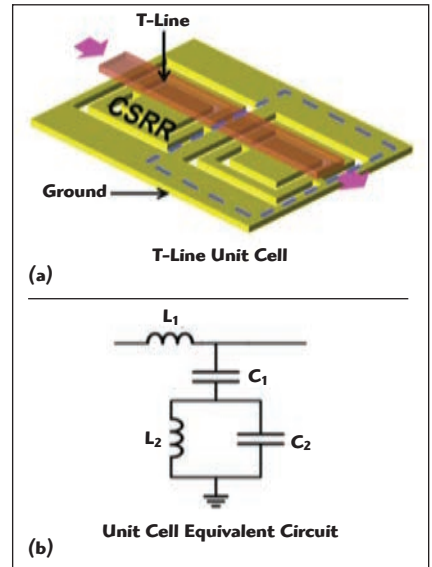 T-Line
CSRR
Ground
T-Line Unit Cell
(a)
L₁
C₁
L₂
C₂
Unit Cell Equivalent Circuit
(b)